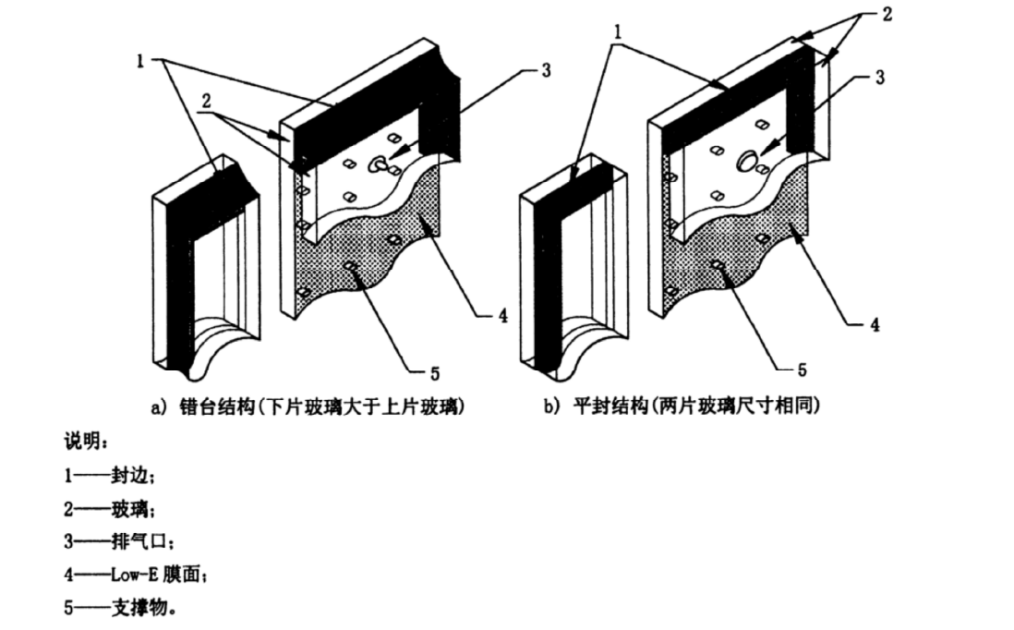 1
2
3
4
5
1
2
3
4
5
a) 错台结构(下片玻璃大于上片玻璃)
b) 平封结构(两片玻璃尺寸相同)
说明:
1——封边;
2——玻璃;
3——排气口;
4——Low-E 膜面;
5——支撑物。